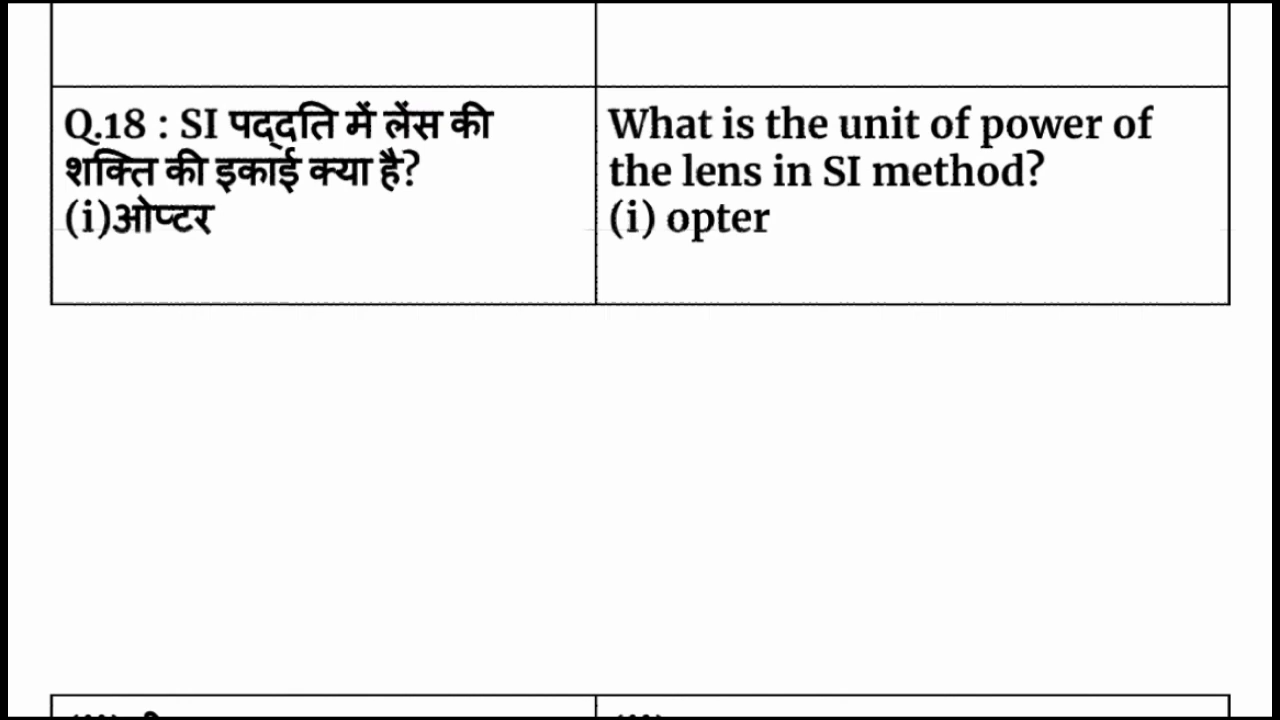 Q.18 : SI पद्दति में लेंस की
शक्ति की इकाई क्या है?
(i)ओप्टर
What is the unit of power of
the lens in SI method?
(i) opter